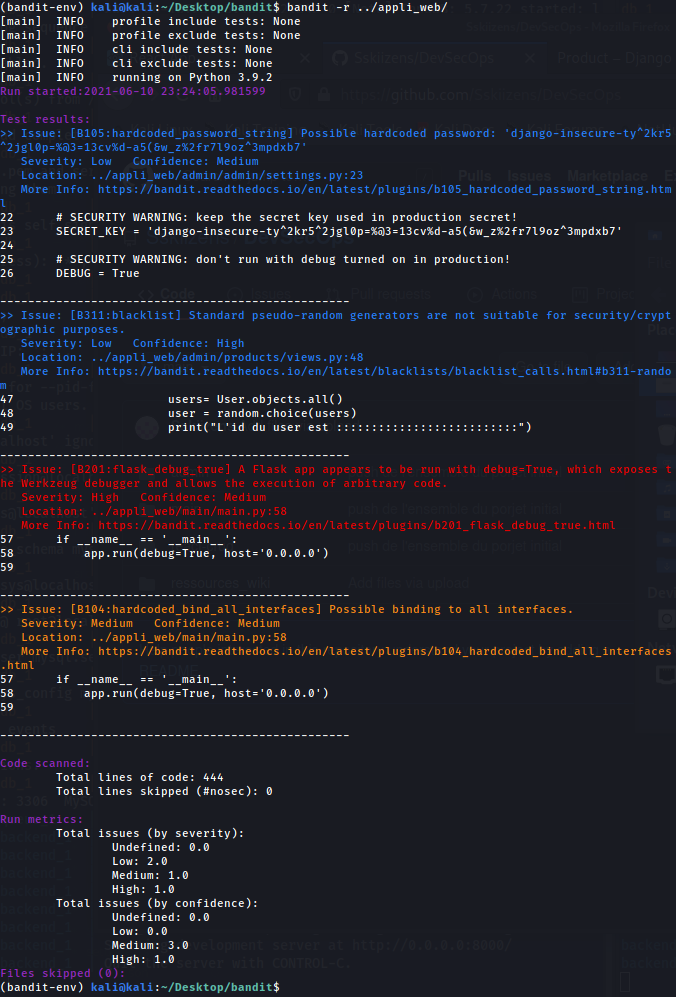 (bandit-env) kali@kali:~/Desktop/bandit$ bandit -r ../appli_web/
[main]  INFO    profile include tests: None
[main]  INFO    profile exclude tests: None
[main]  INFO    cli include tests: None
[main]  INFO    cli exclude tests: None
[main]  INFO    running on Python 3.9.2
Run started:2021-06-10 23:24:05.981599
Test results:
>> Issue: [B105:hardcoded_password_string] Possible hardcoded password: 'django-insecure-ty^2kr5
^2jgl0p=%@3=13cv%d-a5(&w_z%2fr7l9oz^3mpdxb7'
   Severity: Low   Confidence: Medium
   Location: ../appli_web/admin/admin/settings.py:23
   More Info: https://bandit.readthedocs.io/en/latest/plugins/b105_hardcoded_password_string.htm
l
22      # SECURITY WARNING: keep the secret key used in production secret!
23      SECRET_KEY = 'django-insecure-ty^2kr5^2jgl0p=%@3=13cv%d-a5(&w_z%2fr7l9oz^3mpdxb7'
24
25      # SECURITY WARNING: don't run with debug turned on in production!
26      DEBUG = True
--------------------------------------------------
>> Issue: [B311:blacklist] Standard pseudo-random generators are not suitable for security/crypt
ographic purposes.
   Severity: Low   Confidence: High
   Location: ../appli_web/admin/products/views.py:48
   More Info: https://bandit.readthedocs.io/en/latest/blacklists/blacklist_calls.html#b311-rando
m
47              users= User.objects.all()
48              user = random.choice(users)
49              print("L'id du user est ::::::::::::::::::::::::::")
--------------------------------------------------
>> Issue: [B201:flask_debug_true] A Flask app appears to be run with debug=True, which exposes t
he Werkzeug debugger and allows the execution of arbitrary code.
   Severity: High   Confidence: Medium
   Location: ../appli_web/main/main.py:58
   More Info: https://bandit.readthedocs.io/en/latest/plugins/b201_flask_debug_true.html
57      if __name__ == '__main__':
58          app.run(debug=True, host='0.0.0.0')
59
--------------------------------------------------
>> Issue: [B104:hardcoded_bind_all_interfaces] Possible binding to all interfaces.
   Severity: Medium   Confidence: Medium
   Location: ../appli_web/main/main.py:58
   More Info: https://bandit.readthedocs.io/en/latest/plugins/b104_hardcoded_bind_all_interfaces
.html
57      if __name__ == '__main__':
58          app.run(debug=True, host='0.0.0.0')
59
--------------------------------------------------
Code scanned:
        Total lines of code: 444
        Total lines skipped (#nosec): 0
Run metrics:
        Total issues (by severity):
                Undefined: 0.0
                Low: 2.0
                Medium: 1.0
                High: 1.0
        Total issues (by confidence):
                Undefined: 0.0
                Low: 0.0
                Medium: 3.0
                High: 1.0
Files skipped (0):
(bandit-env) kali@kali:~/Desktop/bandit$